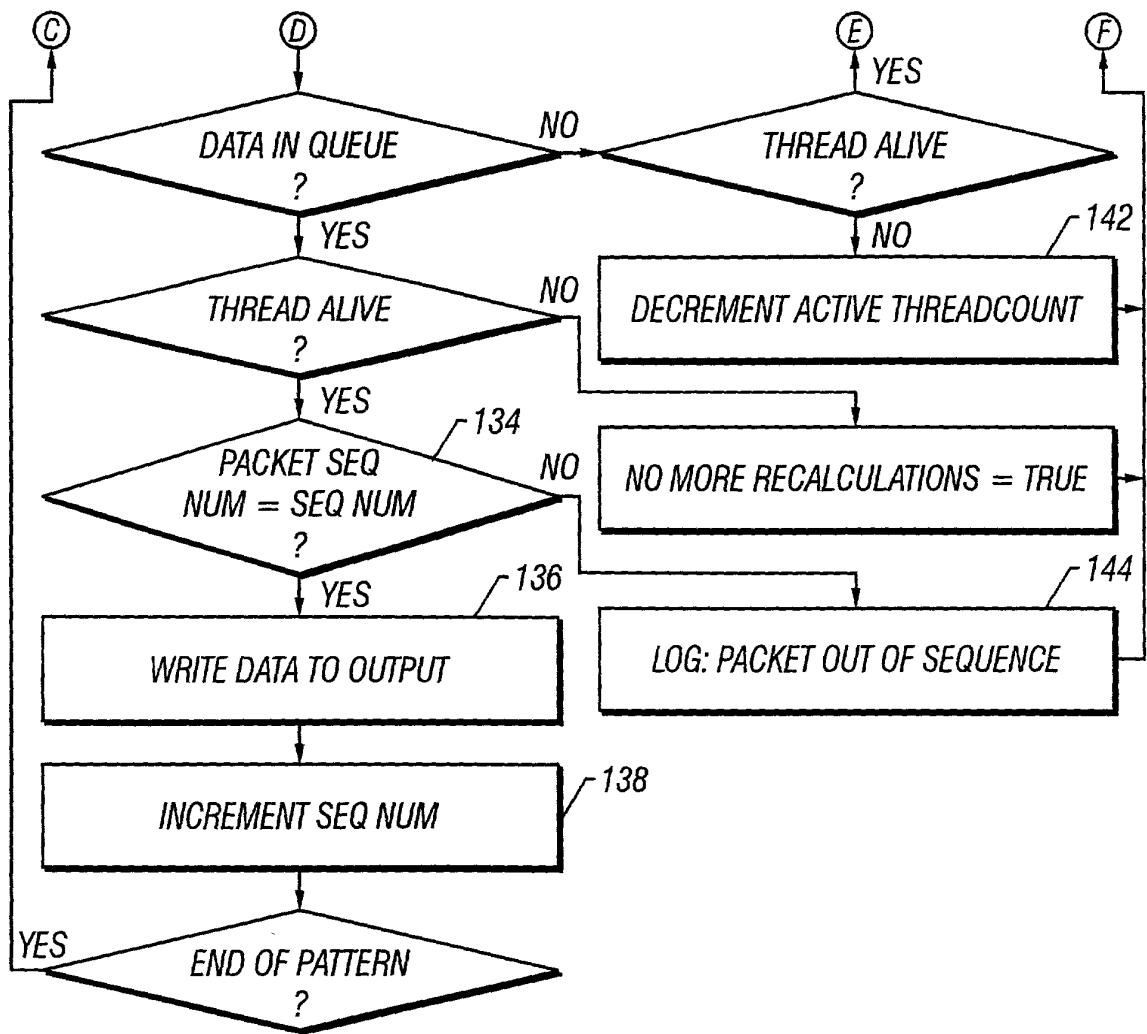 C
D
E
F
YES
DATA IN QUEUE
?
NO
THREAD ALIVE
?
YES
NO
142
THREAD ALIVE
?
NO
DECREMENT ACTIVE THREADCOUNT
YES
134
PACKET SEQ
NUM = SEQ NUM
?
NO
NO MORE RECALCULATIONS = TRUE
YES
136
144
WRITE DATA TO OUTPUT
LOG: PACKET OUT OF SEQUENCE
138
INCREMENT SEQ NUM
YES
END OF PATTERN
?